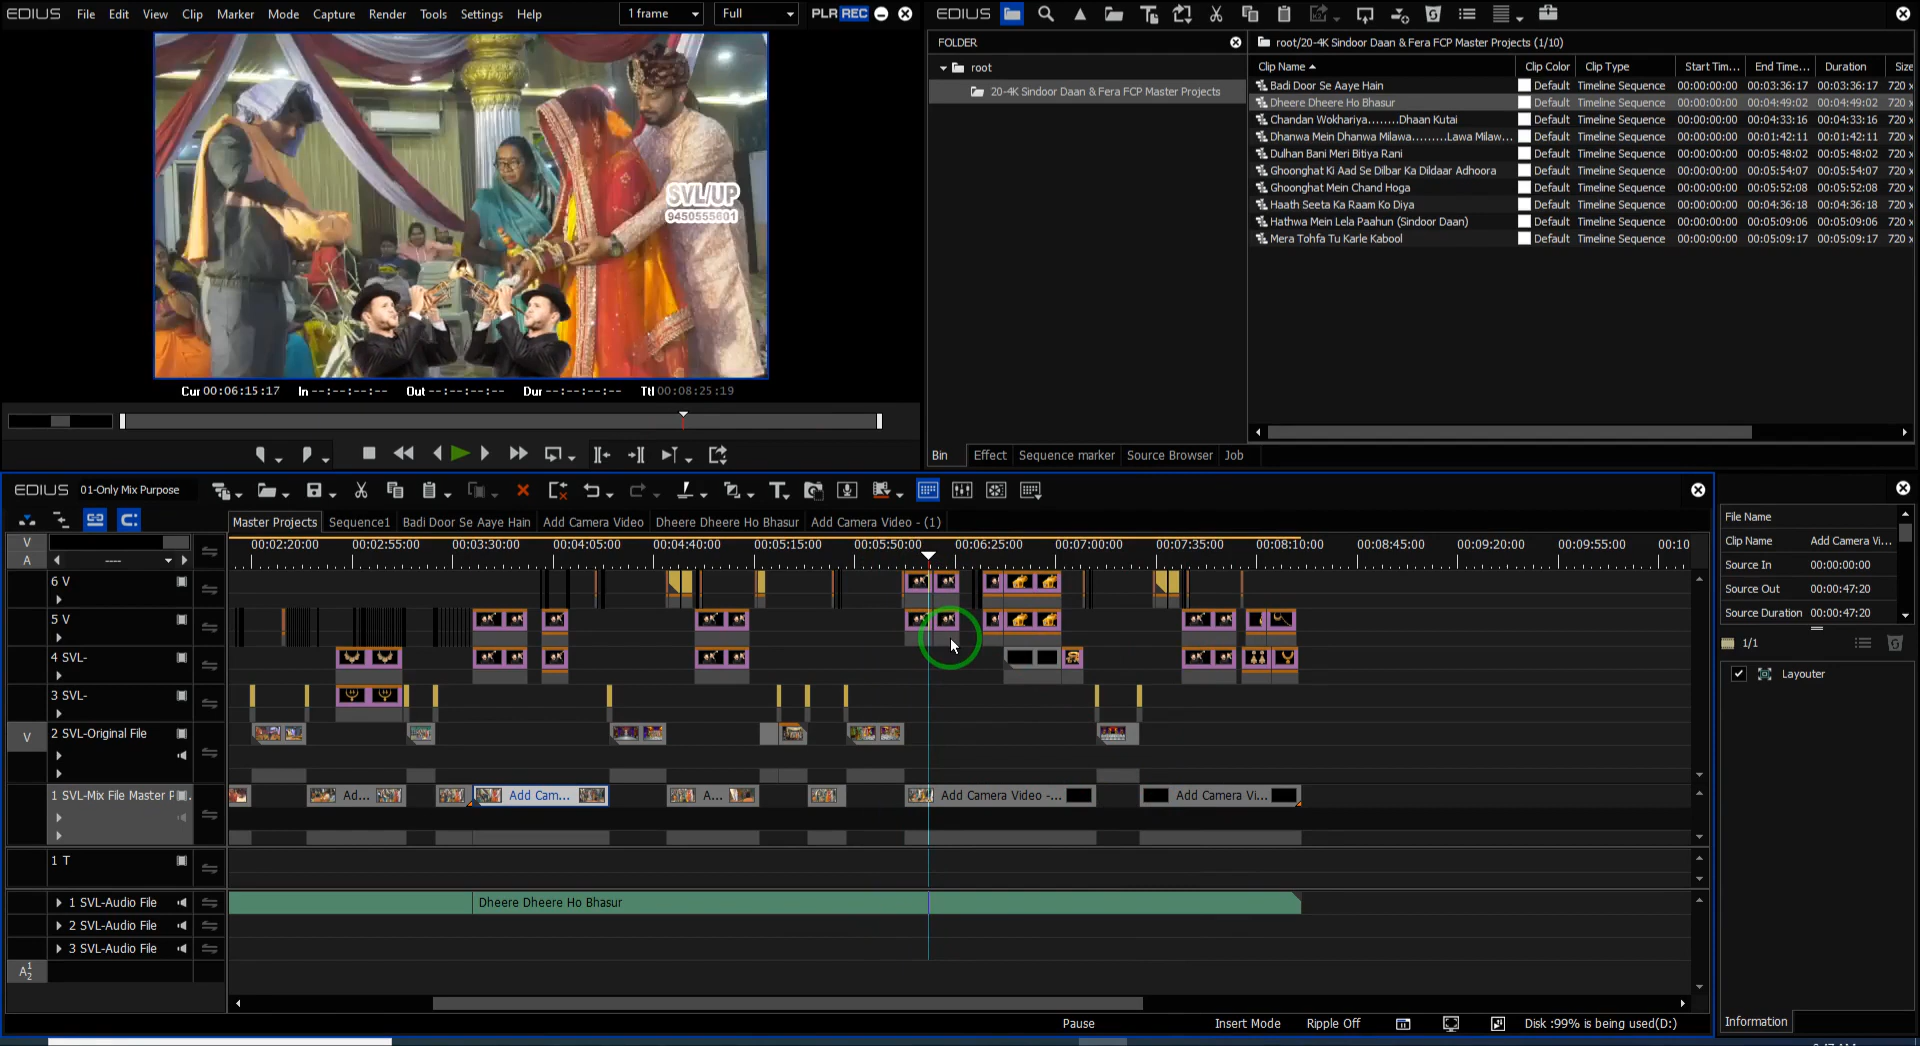 EDIUS File Edit View Clip Marker Mode Capture Render Tools Settings Help 1 frame Full PLR REC
EDIUS
FOLDER
root
20-4K Sindoor Daan & Fera FCP Master Projects
root/20-4K Sindoor Daan & Fera FCP Master Projects (1/10)
Clip Name Clip Color Clip Type Start Tim... End Time... Duration Size
Badi Door Se Aaye Hain Default Timeline Sequence 00:00:00:00 00:03:36:17 00:03:36:17 720 x
Dheere Dheere Ho Bhasur Default Timeline Sequence 00:00:00:00 00:04:49:02 00:04:49:02 720 x
Chandan Wokhariya........Dhaan Kutai Default Timeline Sequence 00:00:00:00 00:04:33:16 00:04:33:16 720 x
Dhanwa Mein Dhanwa Milawa.........Lawa Milaw... Default Timeline Sequence 00:00:00:00 00:01:42:11 00:01:42:11 720 x
Dulhan Bani Meri Bitiya Rani Default Timeline Sequence 00:00:00:00 00:05:48:02 00:05:48:02 720 x
Ghoonghat Ki Aad Se Dilbar Ka Dildaar Adhoora Default Timeline Sequence 00:00:00:00 00:05:54:07 00:05:54:07 720 x
Ghoonghat Mein Chand Hoga Default Timeline Sequence 00:00:00:00 00:05:52:08 00:05:52:08 720 x
Haath Seeta Ka Raam Ko Diya Default Timeline Sequence 00:00:00:00 00:04:36:18 00:04:36:18 720 x
Hathwa Mein Lela Paahun (Sindoor Daan) Default Timeline Sequence 00:00:00:00 00:05:09:06 00:05:09:06 720 x
Mera Tohfa Tu Karle Kabool Default Timeline Sequence 00:00:00:00 00:05:09:17 00:05:09:17 720 x
SVL/UP
9450555601
Cur 00:06:15:17 In --:--:--:-- Out --:--:--:-- Dur --:--:--:-- Ttl 00:08:25:19
Bin Effect Sequence marker Source Browser Job
EDIUS 01-Only Mix Purpose
Master Projects Sequence1 Badi Door Se Aaye Hain Add Camera Video Dheere Dheere Ho Bhasur Add Camera Video - (1)
00:02:20:00 00:02:55:00 00:03:30:00 00:04:05:00 00:04:40:00 00:05:15:00 00:05:50:00 00:06:25:00 00:07:00:00 00:07:35:00 00:08:10:00 00:08:45:00 00:09:20:00 00:09:55:00 00:10
V
A ----
6 V
5 V
4 SVL-
3 SVL-
V 2 SVL-Original File
1 SVL-Mix File Master P... Ad... Add Cam... A... Add Camera Video -... Add Camera Vi...
1 T
1 SVL-Audio File Dheere Dheere Ho Bhasur
2 SVL-Audio File
3 SVL-Audio File
A 1 2
Pause Insert Mode Ripple Off Disk :99% is being used(D:)
File Name
Clip Name Add Camera Vi...
Source In 00:00:00:00
Source Out 00:00:47:20
Source Duration 00:00:47:20
1/1
Layouter
Information